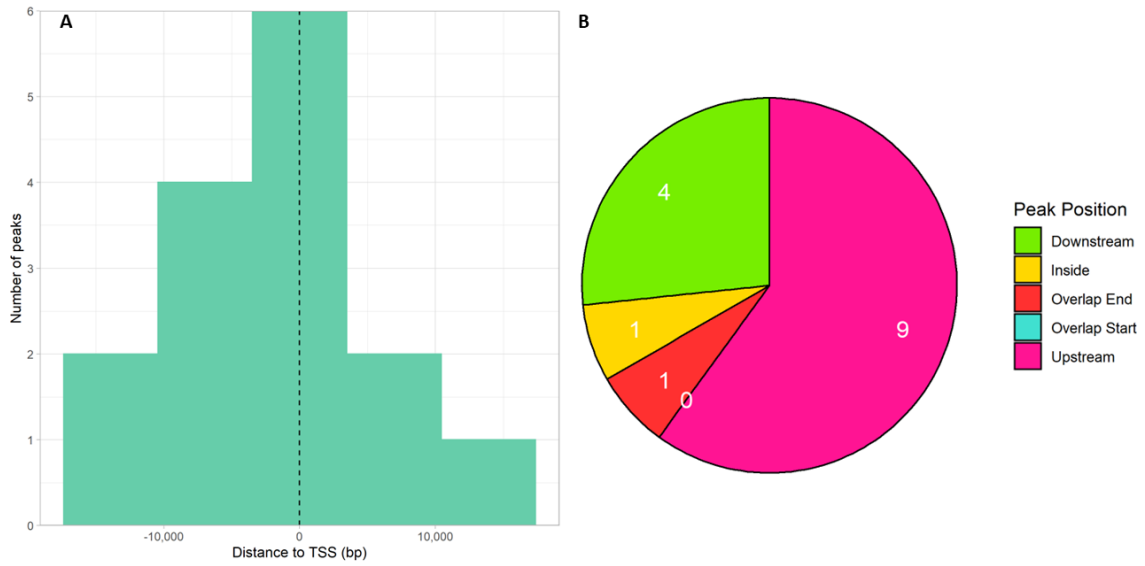 A
B
6
5
4
3
2
1
0
Number of peaks
-10,000
0
10,000
Distance to TSS (bp)
4
1
1
0
9
Peak Position
Downstream
Inside
Overlap End
Overlap Start
Upstream